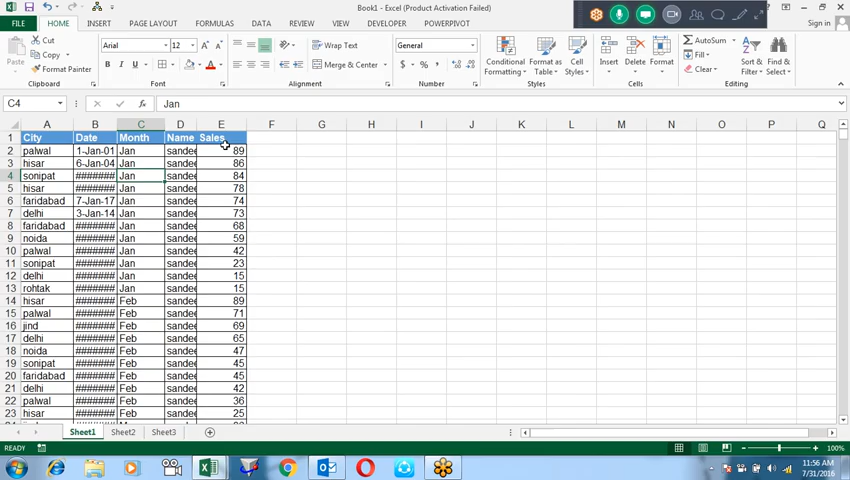 Book1 - Excel (Product Activation Failed)
Sign in
FILE HOME INSERT PAGE LAYOUT FORMULAS DATA REVIEW VIEW DEVELOPER POWERPIVOT
Cut
Copy
Format Painter
Paste
Clipboard
Arial 12
B I U
Font
Wrap Text
Merge & Center
Alignment
General
$ % ,
Number
Conditional Formatting
Format as Table
Cell Styles
Styles
Insert Delete Format
Cells
AutoSum
Fill
Clear
Sort & Filter
Find & Select
Editing
C4 fx Jan
A B C D E F G H I J K L M N O P Q
1 City Date Month Name Sales
2 palwal 1-Jan-01 Jan sandee 89
3 hisar 6-Jan-04 Jan sandee 86
4 sonipat ####### Jan sandee 84
5 hisar ####### Jan sandee 78
6 faridabad 7-Jan-17 Jan sandee 74
7 delhi 3-Jan-14 Jan sandee 73
8 faridabad ####### Jan sandee 68
9 noida ####### Jan sandee 59
10 palwal ####### Jan sandee 42
11 sonipat ####### Jan sandee 23
12 delhi ####### Jan sandee 15
13 rohtak ####### Jan sandee 15
14 hisar ####### Feb sandee 89
15 palwal ####### Feb sandee 71
16 jind ####### Feb sandee 69
17 delhi ####### Feb sandee 65
18 noida ####### Feb sandee 47
19 sonipat ####### Feb sandee 45
20 faridabad ####### Feb sandee 45
21 delhi ####### Feb sandee 42
22 palwal ####### Feb sandee 36
23 hisar ####### Feb sandee 25
Sheet1 Sheet2 Sheet3
READY 100%
11:56 AM
7/31/2016